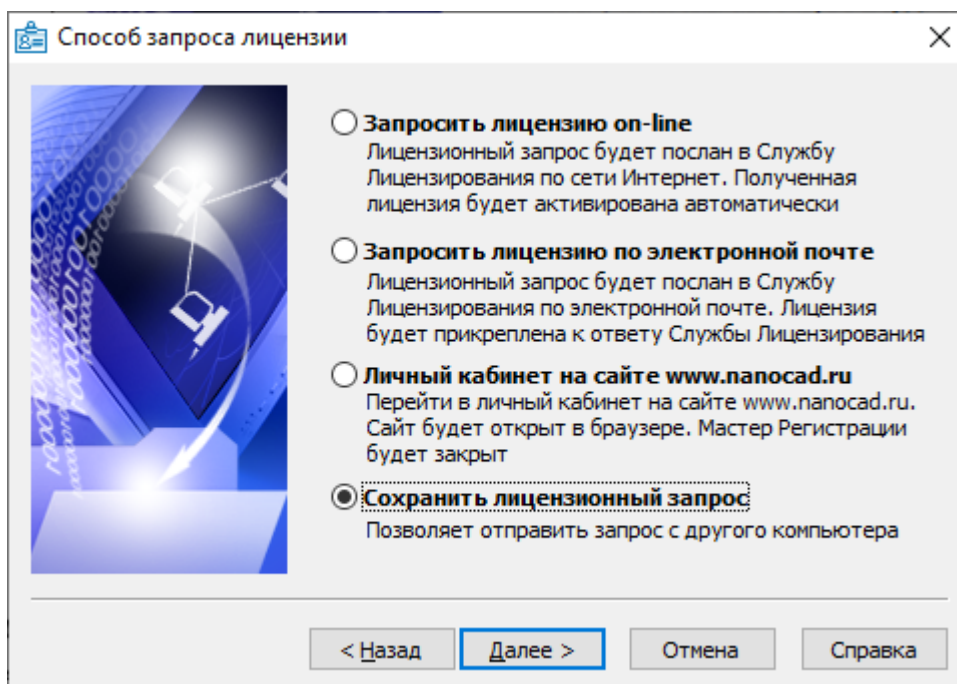 Способ запроса лицензии
Запросить лицензию on-line
Лицензионный запрос будет послан в Службу
Лицензирования по сети Интернет. Полученная
лицензия будет активирована автоматически
Запросить лицензию по электронной почте
Лицензионный запрос будет послан в Службу
Лицензирования по электронной почте. Лицензия
будет прикреплена к ответу Службы Лицензирования
Личный кабинет на сайте www.nanocad.ru
Перейти в личный кабинет на сайте www.nanocad.ru.
Сайт будет открыт в браузере. Мастер Регистрации
будет закрыт
Сохранить лицензионный запрос
Позволяет отправить запрос с другого компьютера
< Назад Далее > Отмена Справка